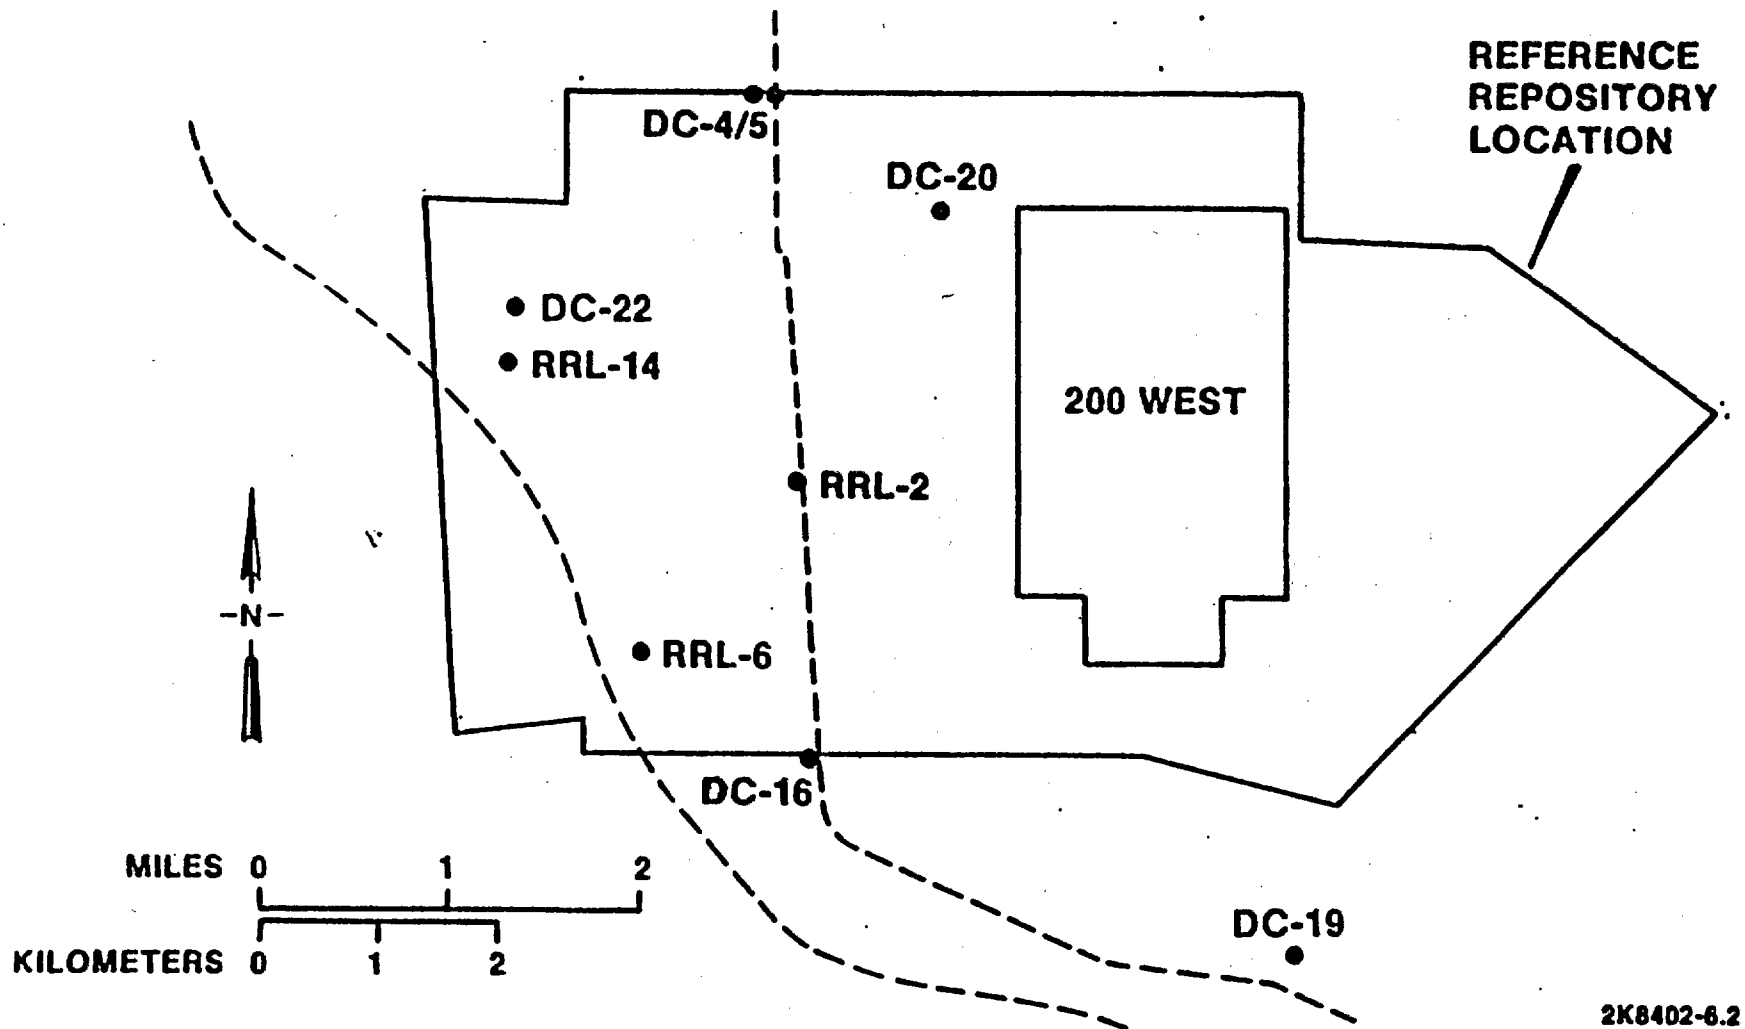 REFERENCE
REPOSITORY
LOCATION
DC-4/5
DC-20
DC-22
RRL-14
200 WEST
RRL-2
-N-
RRL-6
DC-16
MILES 0 1 2
KILOMETERS 0 1 2
DC-19
2K8402-6.2